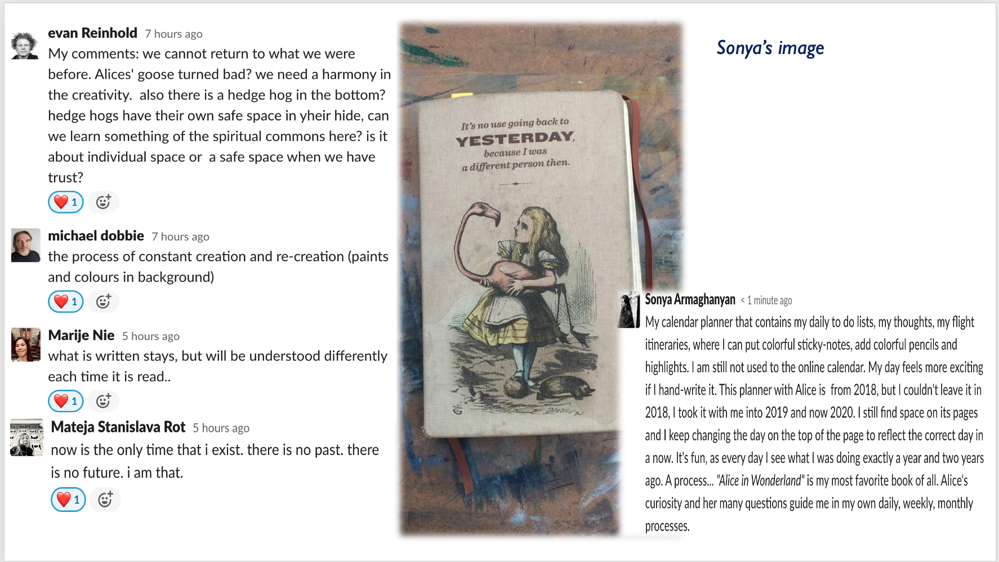 evan Reinhold 7 hours ago
My comments: we cannot return to what we were
before. Alices' goose turned bad? we need a harmony in
the creativity.  also there is a hedge hog in the bottom?
hedge hogs have their own safe space in yheir hide, can
we learn something of the spiritual commons here? is it
about individual space or  a safe space when we have
trust?
❤️ 1
michael dobbie 7 hours ago
the process of constant creation and re-creation (paints
and colours in background)
❤️ 1
Marije Nie 5 hours ago
what is written stays, but will be understood differently
each time it is read..
❤️ 1
Mateja Stanislava Rot 5 hours ago
now is the only time that i exist. there is no past. there
is no future. i am that.
❤️ 1
It's no use going back to
YESTERDAY,
because I was
a different person then.
Sonya's image
Sonya Armaghanyan < 1 minute ago
My calendar planner that contains my daily to do lists, my thoughts, my flight
itineraries, where I can put colorful sticky-notes, add colorful pencils and
highlights. I am still not used to the online calendar. My day feels more exciting
if I hand-write it. This planner with Alice is  from 2018, but I couldn't leave it in
2018, I took it with me into 2019 and now 2020. I still find space on its pages
and I keep changing the day on the top of the page to reflect the correct day in
a now. It's fun, as every day I see what I was doing exactly a year and two years
ago. A process... "Alice in Wonderland" is my most favorite book of all. Alice's
curiosity and her many questions guide me in my own daily, weekly, monthly
processes.